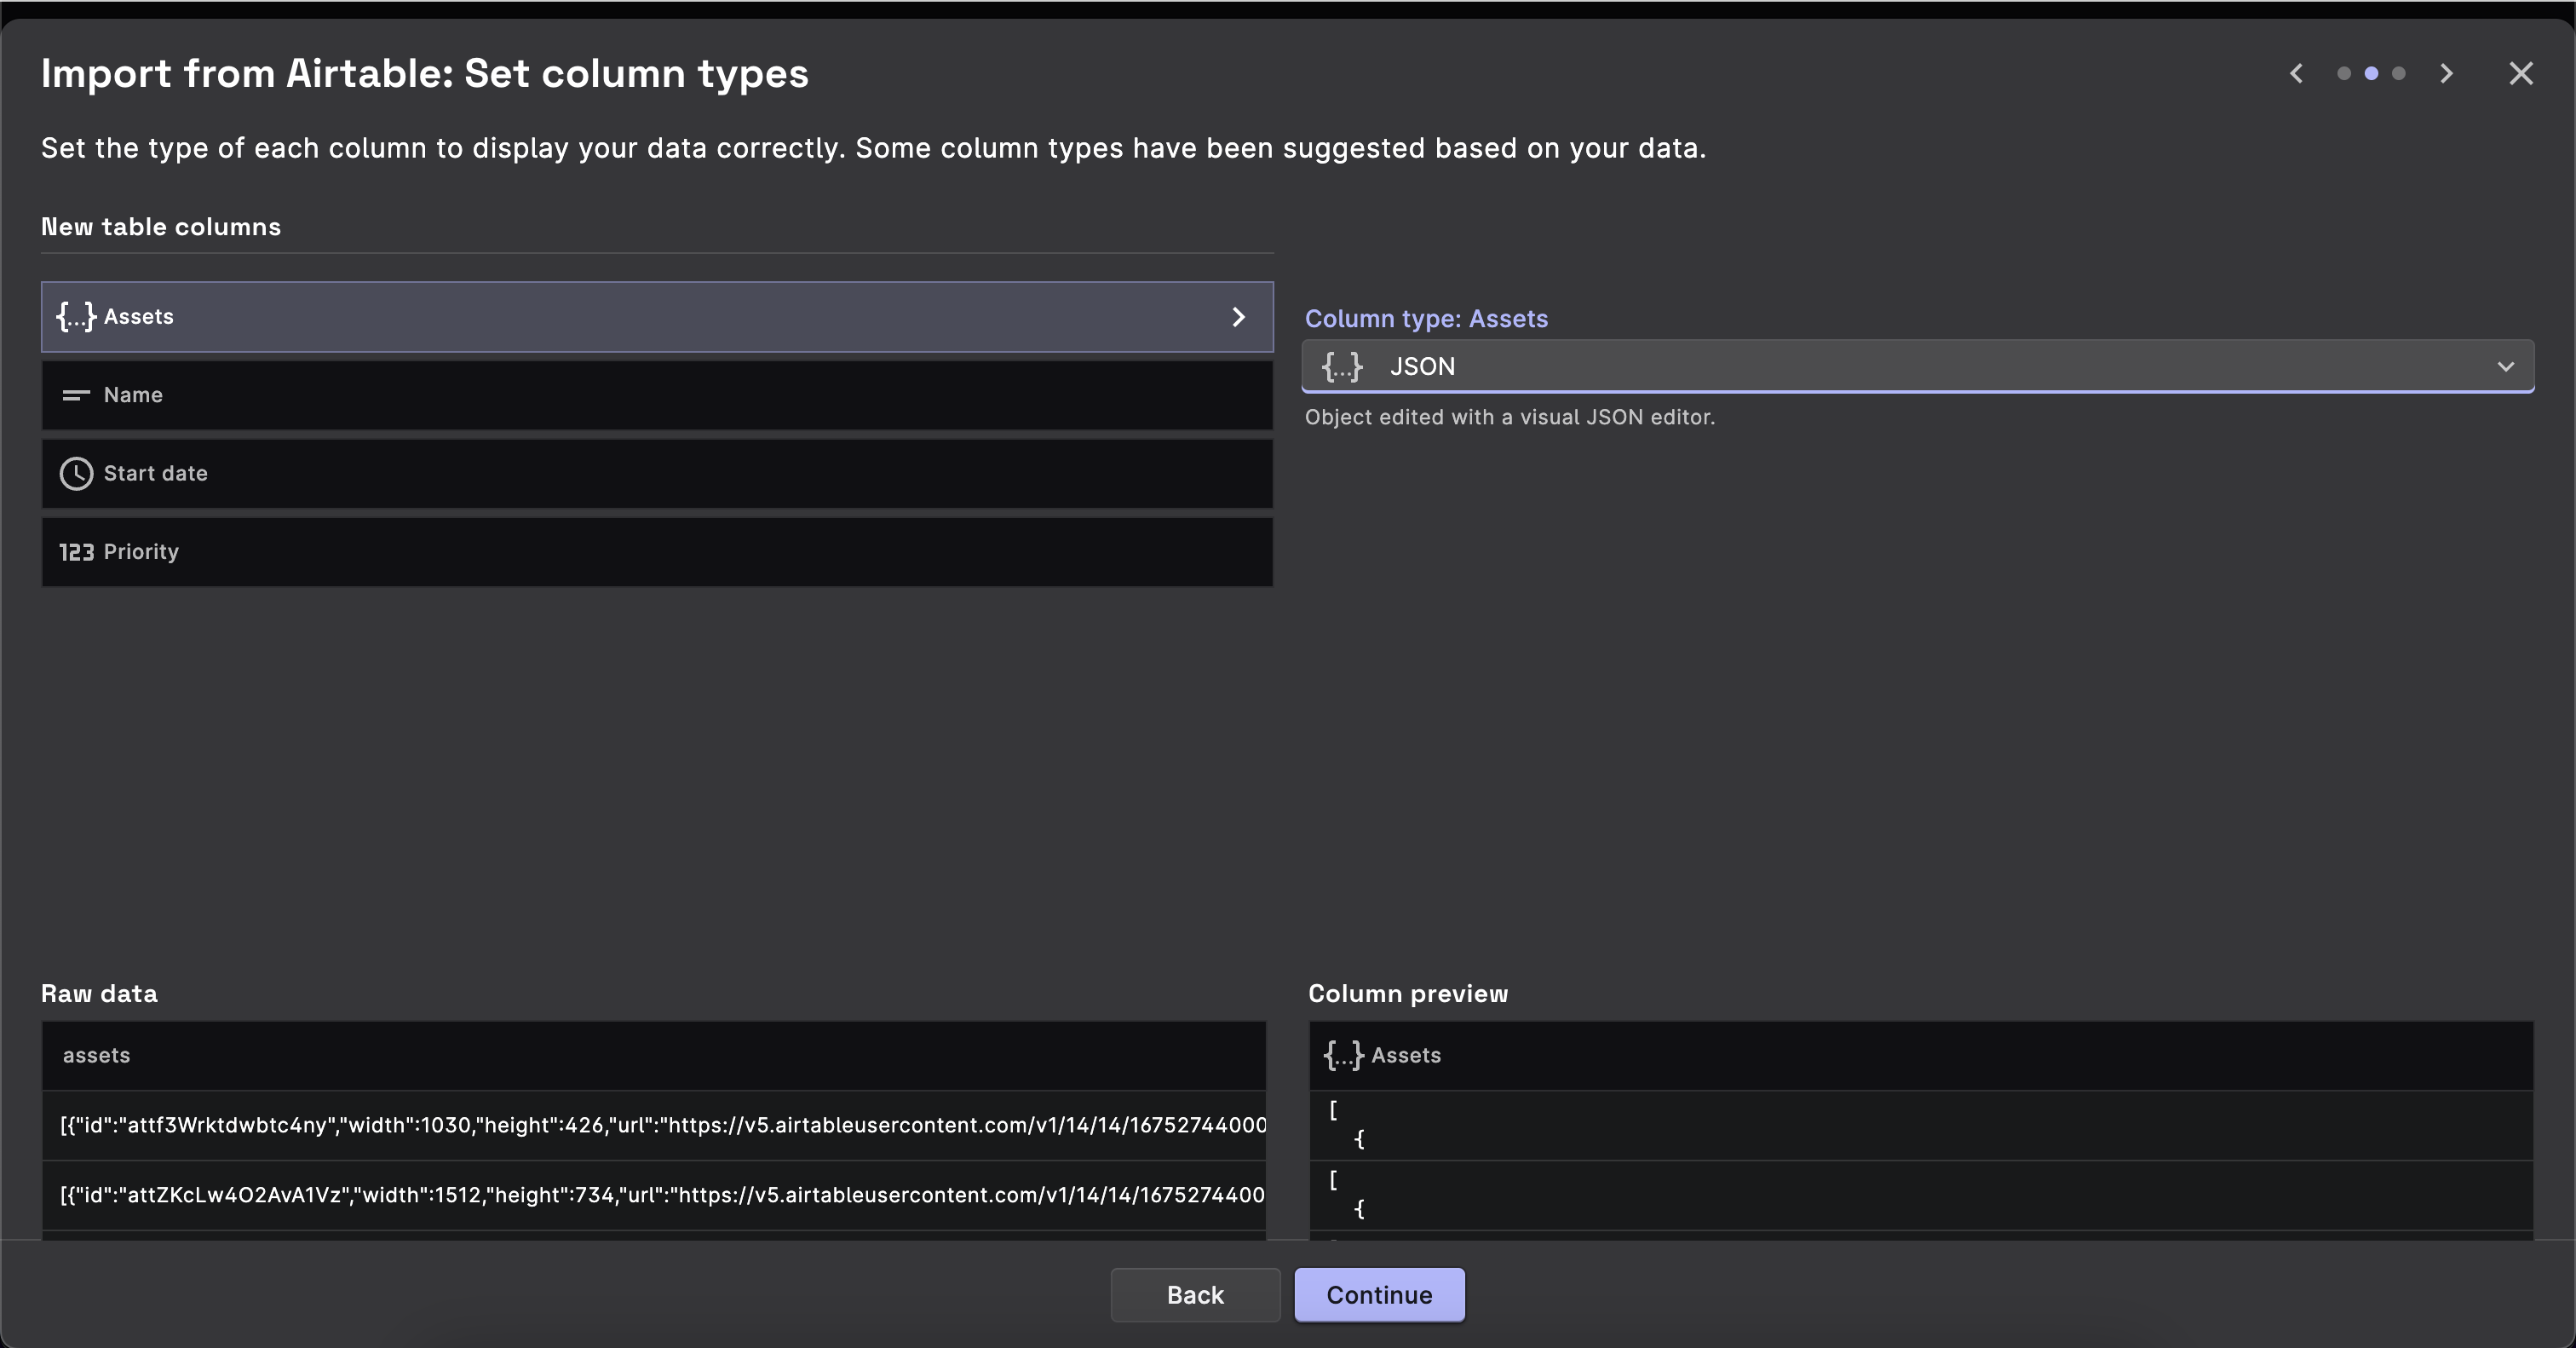 Import from Airtable: Set column types
Set the type of each column to display your data correctly. Some column types have been suggested based on your data.
New table columns
{...} Assets
Name
Start date
123 Priority
Column type: Assets
{...} JSON
Object edited with a visual JSON editor.
Raw data
assets
[{"id":"attf3Wrktdwbtc4ny","width":1030,"height":426,"url":"https://v5.airtableusercontent.com/v1/14/14/16752744000
[{"id":"attZKcLw4O2AvA1Vz","width":1512,"height":734,"url":"https://v5.airtableusercontent.com/v1/14/14/1675274400
Column preview
{...} Assets
[
{
[
{
Back
Continue